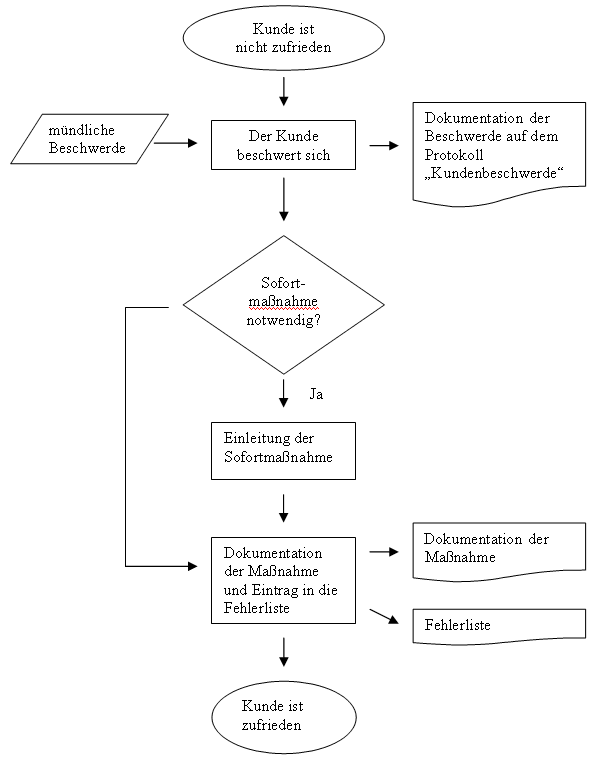 Kunde ist
nicht zufrieden
mündliche
Beschwerde
Der Kunde
beschwert sich
Dokumentation der
Beschwerde auf dem
Protokoll
„Kundenbeschwerde“
Sofort-
maßnahme
notwendig?
Ja
Einleitung der
Sofortmaßnahme
Dokumentation
der Maßnahme
und Eintrag in die
Fehlerliste
Dokumentation der
Maßnahme
Fehlerliste
Kunde ist
zufrieden